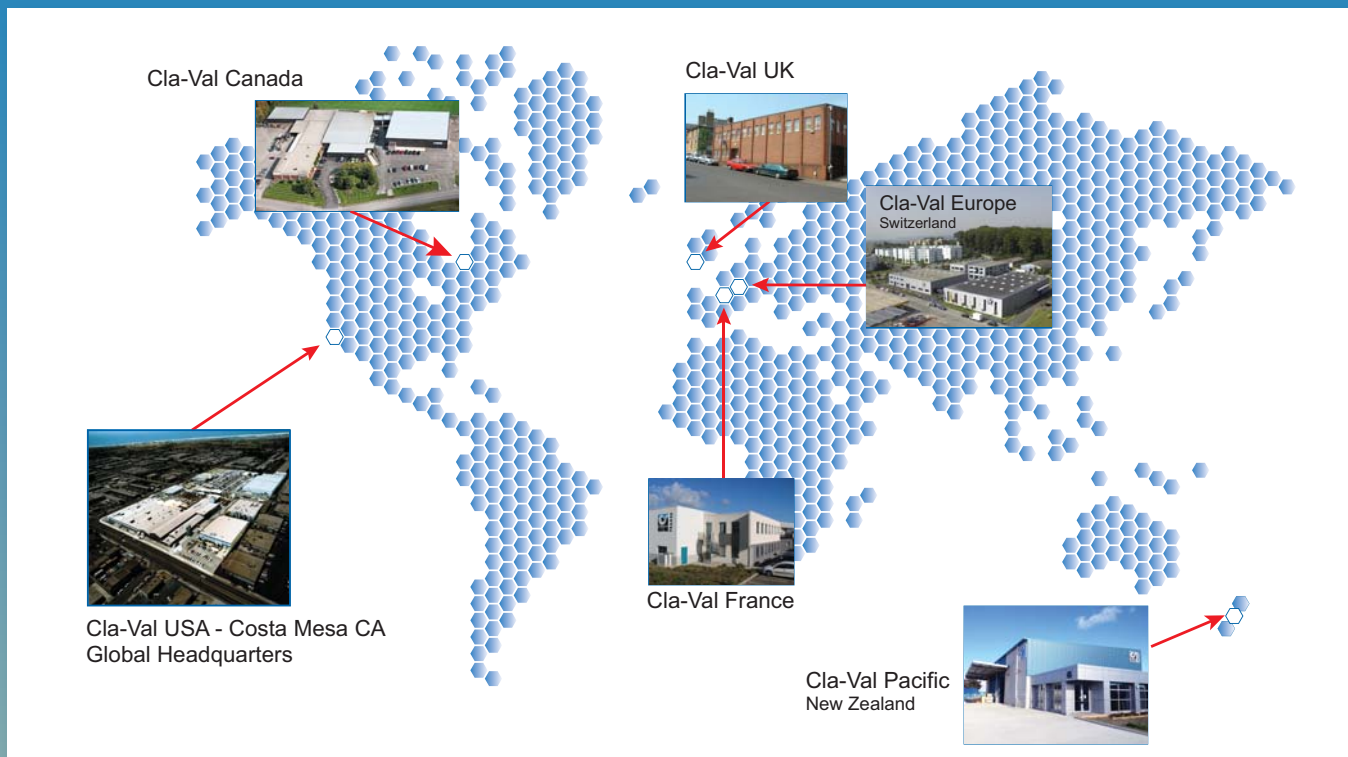 Cla-Val Canada
Cla-Val UK
Cla-Val Europe
Switzerland
Cla-Val France
Cla-Val USA - Costa Mesa CA
Global Headquarters
Cla-Val Pacific
New Zealand